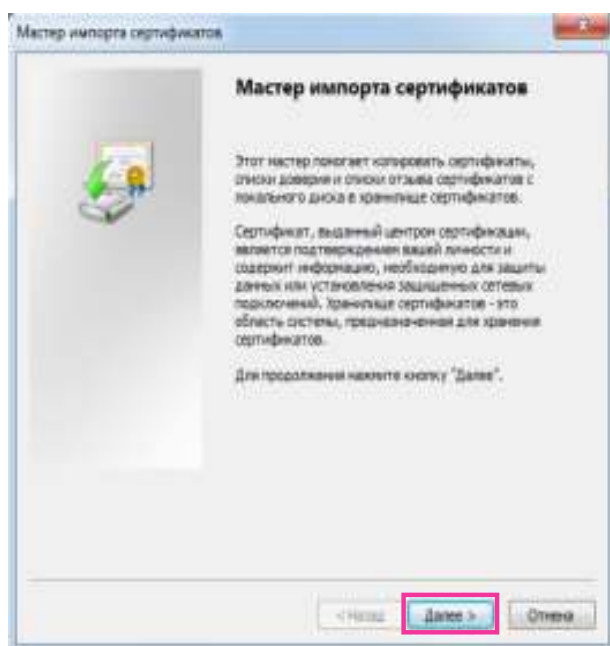 Мастер импорта сертификатов
Мастер импорта сертификатов
Этот мастер помогает копировать сертификаты,
списки доверия и списки отзыва сертификатов с
локального диска в хранилище сертификатов.
Сертификат, выданный центром сертификации,
является подтверждением вашей личности и
содержит информацию, необходимую для защиты
данных или установления защищенных сетевых
подключений. Хранилище сертификатов - это
область системы, предназначенная для хранения
сертификатов.
Для продолжения нажмите кнопку "Далее".
< Назад Далее > Отмена